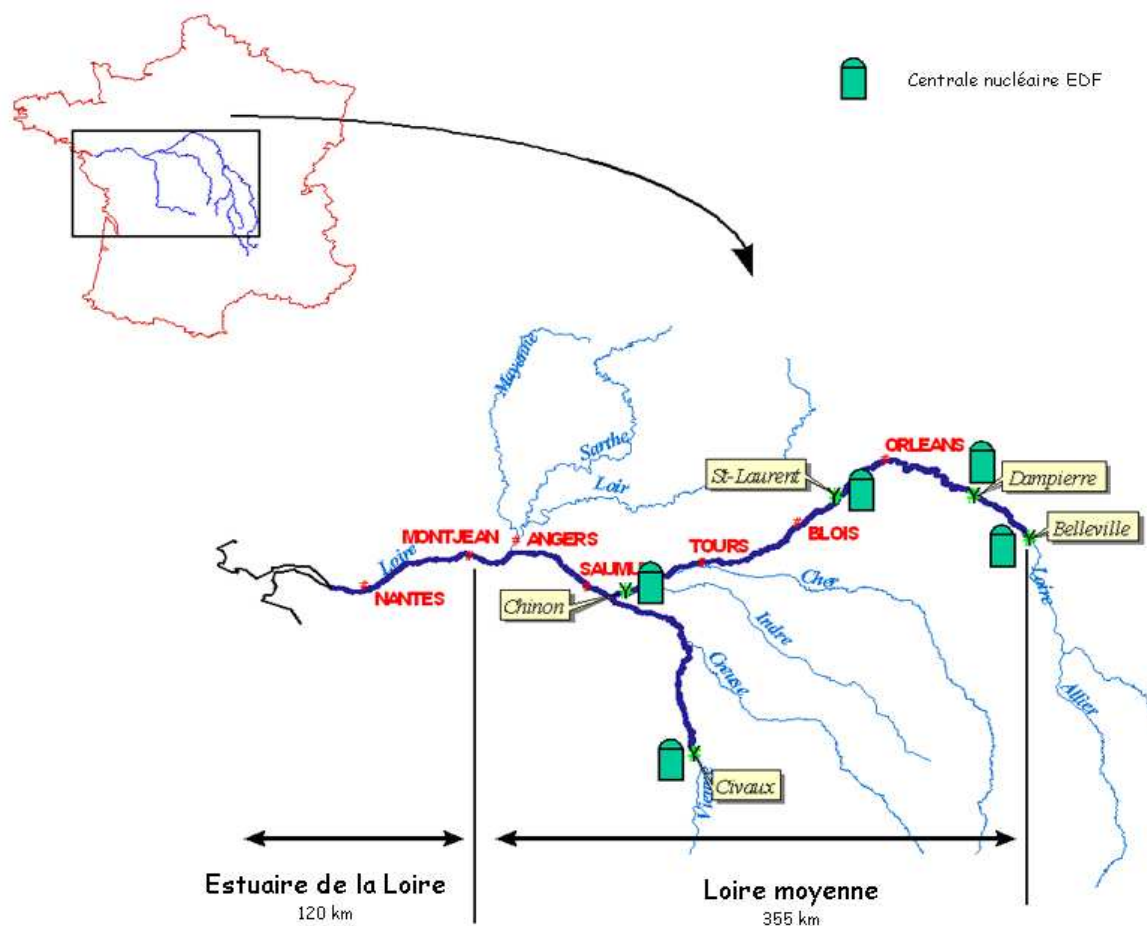 Centrale nucléaire EDF
Mayenne
Sarthe
Loir
ORLEANS
St-Laurent
Dampierre
Belleville
MONTJEAN
ANGERS
BLOIS
TOURS
Loire
SAUMU
Cher
Loire
NANTES
Chinon
Indre
Creuse
Allier
Civaux
Vienne
Estuaire de la Loire
120 km
Loire moyenne
355 km